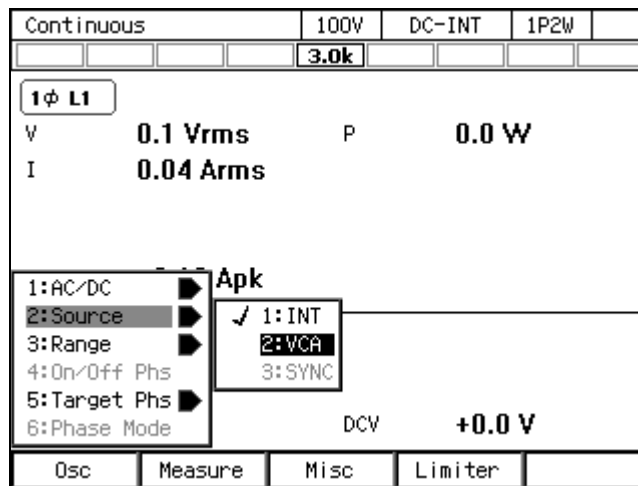 Continuous 100V DC-INT 1P2W
3.0k
1Φ L1
V 0.1 Vrms P 0.0 W
I 0.04 Arms
Apk
1:AC/DC
2:Source
3:Range
4:On/Off Phs
5:Target Phs
6:Phase Mode
✓ 1:INT
2:VCA
3:SYNC
DCV +0.0 V
Osc Measure Misc Limiter